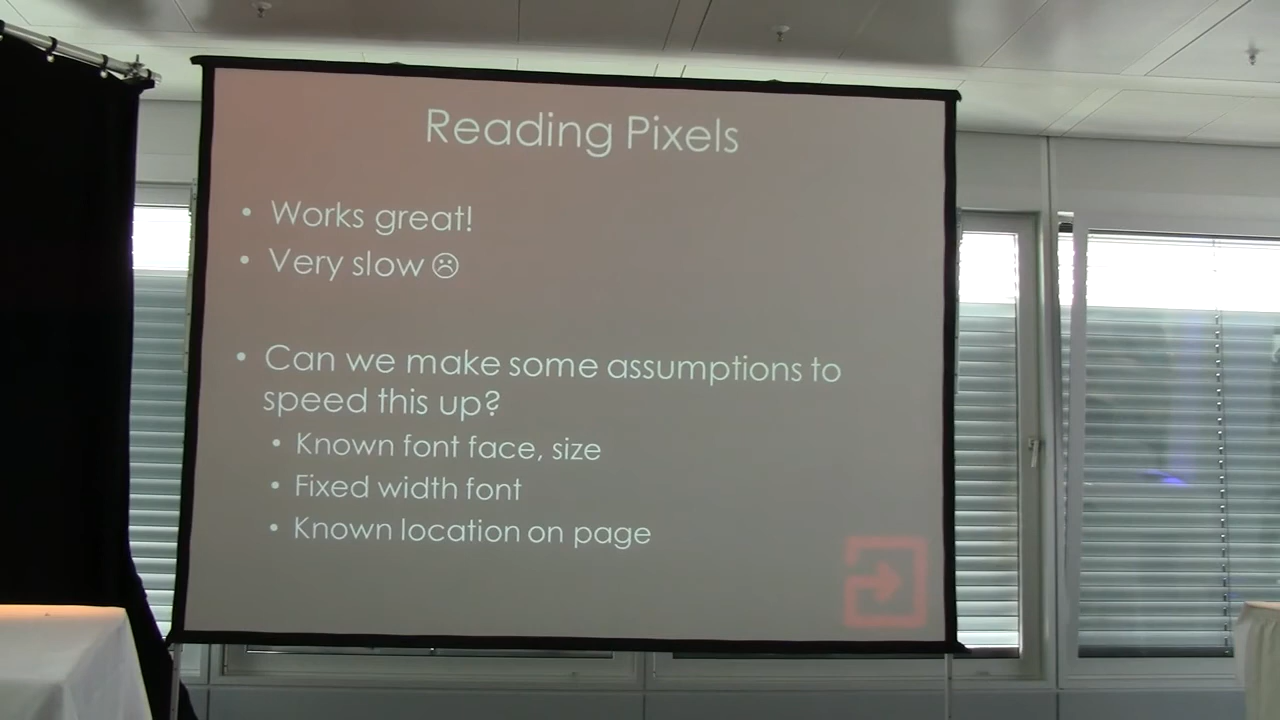 Reading Pixels
• Works great!
• Very slow ☹
• Can we make some assumptions to
speed this up?
• Known font face, size
• Fixed width font
• Known location on page